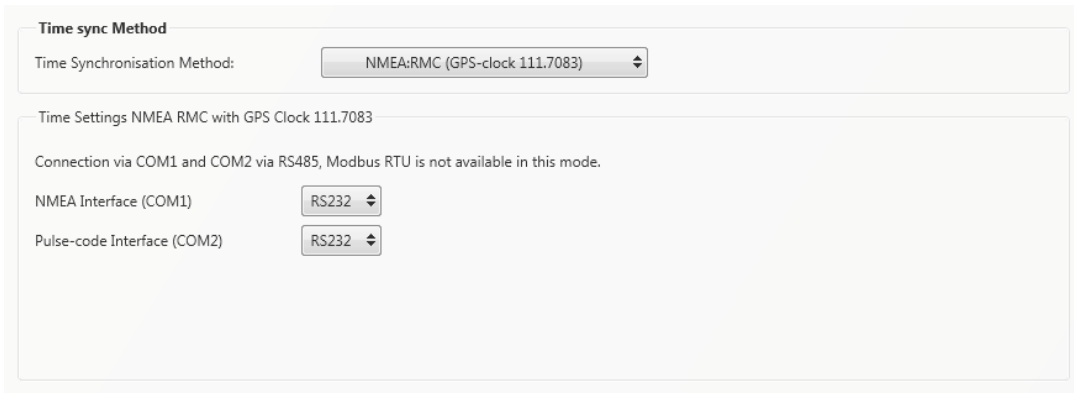 Time sync Method
Time Synchronisation Method: NMEA:RMC (GPS-clock 111.7083)
Time Settings NMEA RMC with GPS Clock 111.7083
Connection via COM1 and COM2 via RS485, Modbus RTU is not available in this mode.
NMEA Interface (COM1) RS232
Pulse-code Interface (COM2) RS232